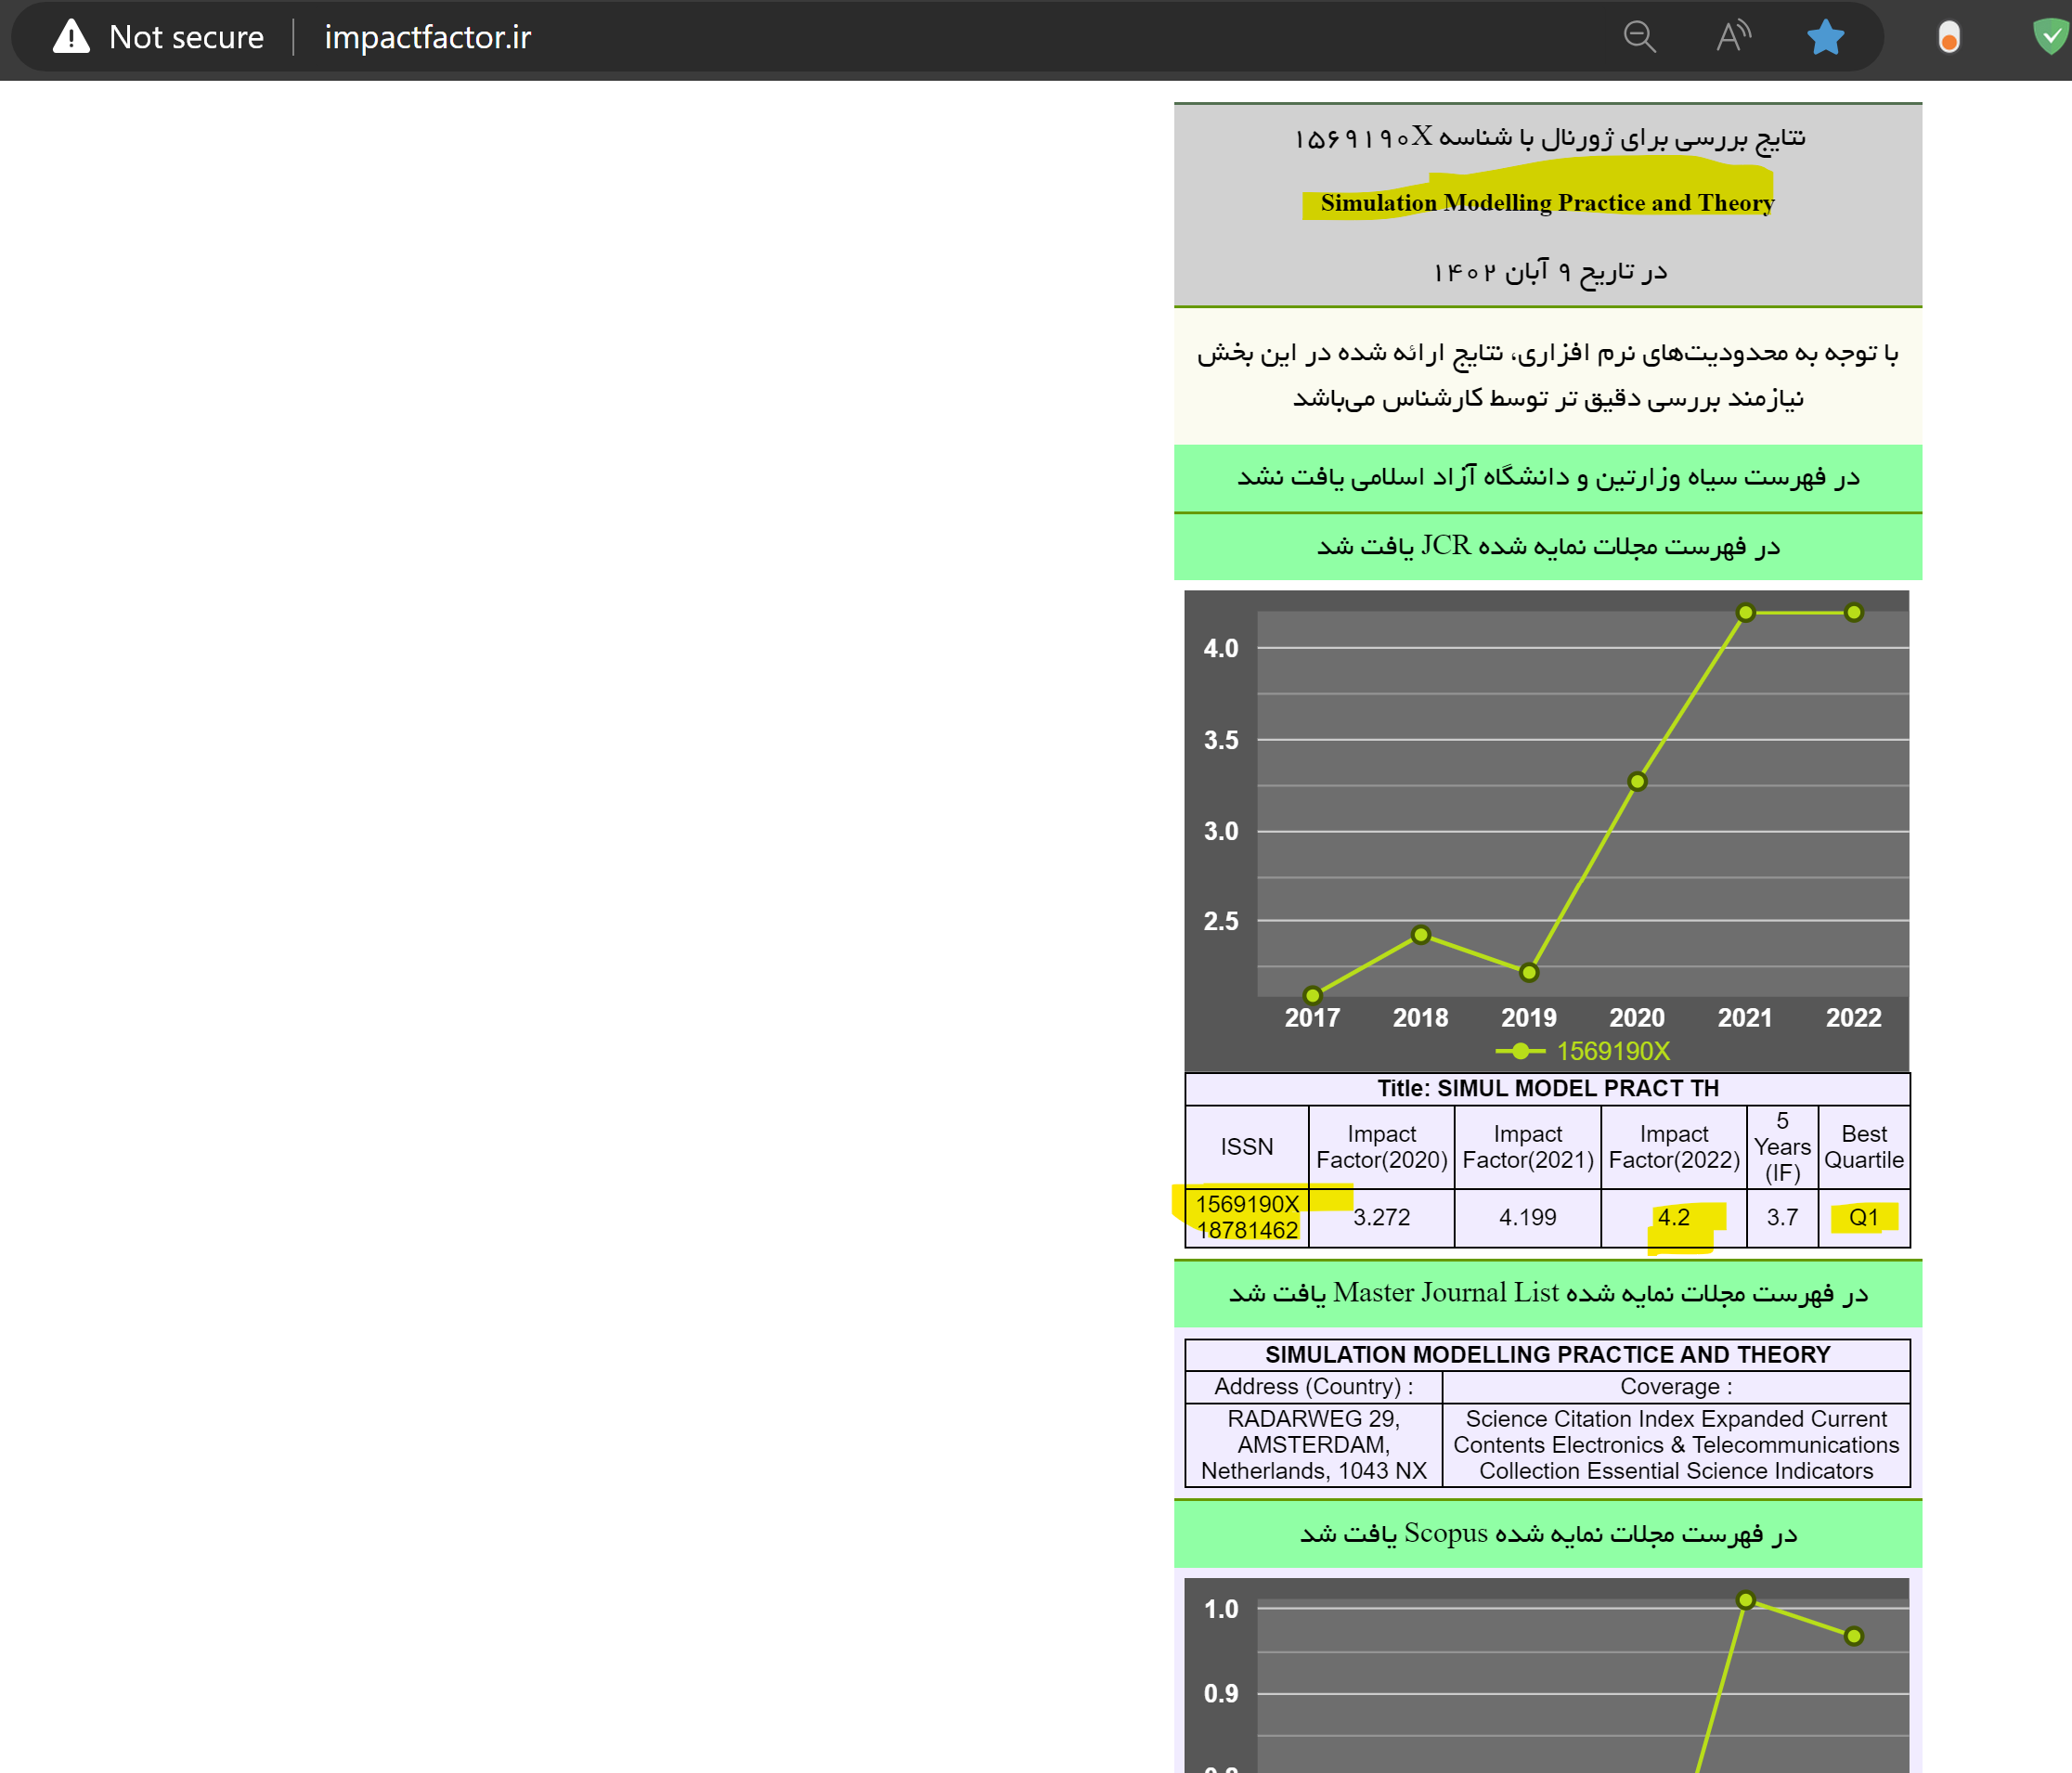 Not secure
impactfactor.ir
نتایج بررسی برای ژورنال با شناسه ۱۵۶۹۱۹۰X
Simulation Modelling Practice and Theory
در تاریخ ۹ آبان ۱۴۰۲
با توجه به محدودیت‌های نرم افزاری، نتایج ارائه شده در این بخش
نیازمند بررسی دقیق تر توسط کارشناس می‌باشد
در فهرست سیاه وزارتین و دانشگاه آزاد اسلامی یافت نشد
در فهرست مجلات نمایه شده JCR یافت شد
4.0
3.5
3.0
2.5
2017 2018 2019 2020 2021 2022
1569190X
Title: SIMUL MODEL PRACT TH
ISSN
Impact
Factor(2020)
Impact
Factor(2021)
Impact
Factor(2022)
5
Years
(IF)
Best
Quartile
1569190X
18781462
3.272
4.199
4.2
3.7
Q1
در فهرست مجلات نمایه شده Master Journal List یافت شد
SIMULATION MODELLING PRACTICE AND THEORY
Address (Country) :
Coverage :
RADARWEG 29,
AMSTERDAM,
Netherlands, 1043 NX
Science Citation Index Expanded Current
Contents Electronics & Telecommunications
Collection Essential Science Indicators
در فهرست مجلات نمایه شده Scopus یافت شد
1.0
0.9